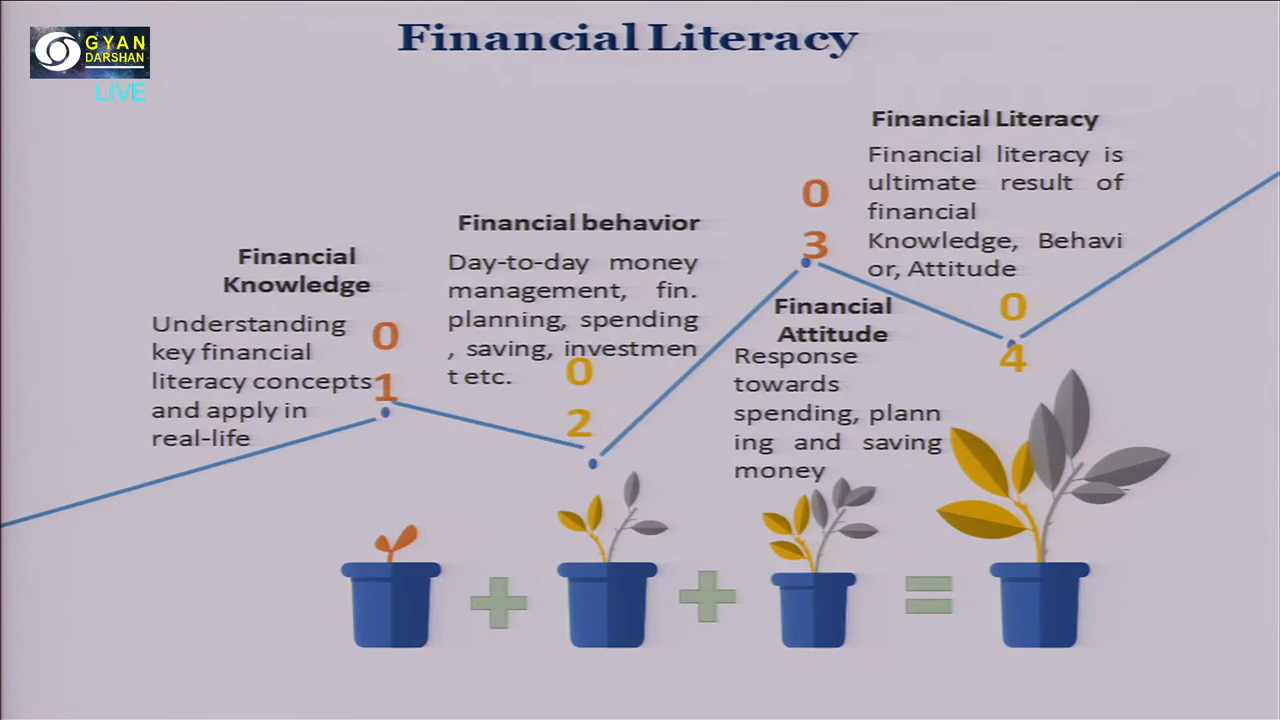 Financial Literacy
GYAN
DARSHAN
LIVE
Financial
Knowledge
Understanding
key financial
literacy concepts
and apply in
real-life
0
1
Financial behavior
Day-to-day money
management, fin.
planning, spending
, saving, investmen
t etc.
0
2
0
3
Financial
Attitude
Response
towards
spending, plann
ing and saving
money
Financial Literacy
Financial literacy is
ultimate result of
financial
Knowledge, Behavi
or, Attitude
0
4